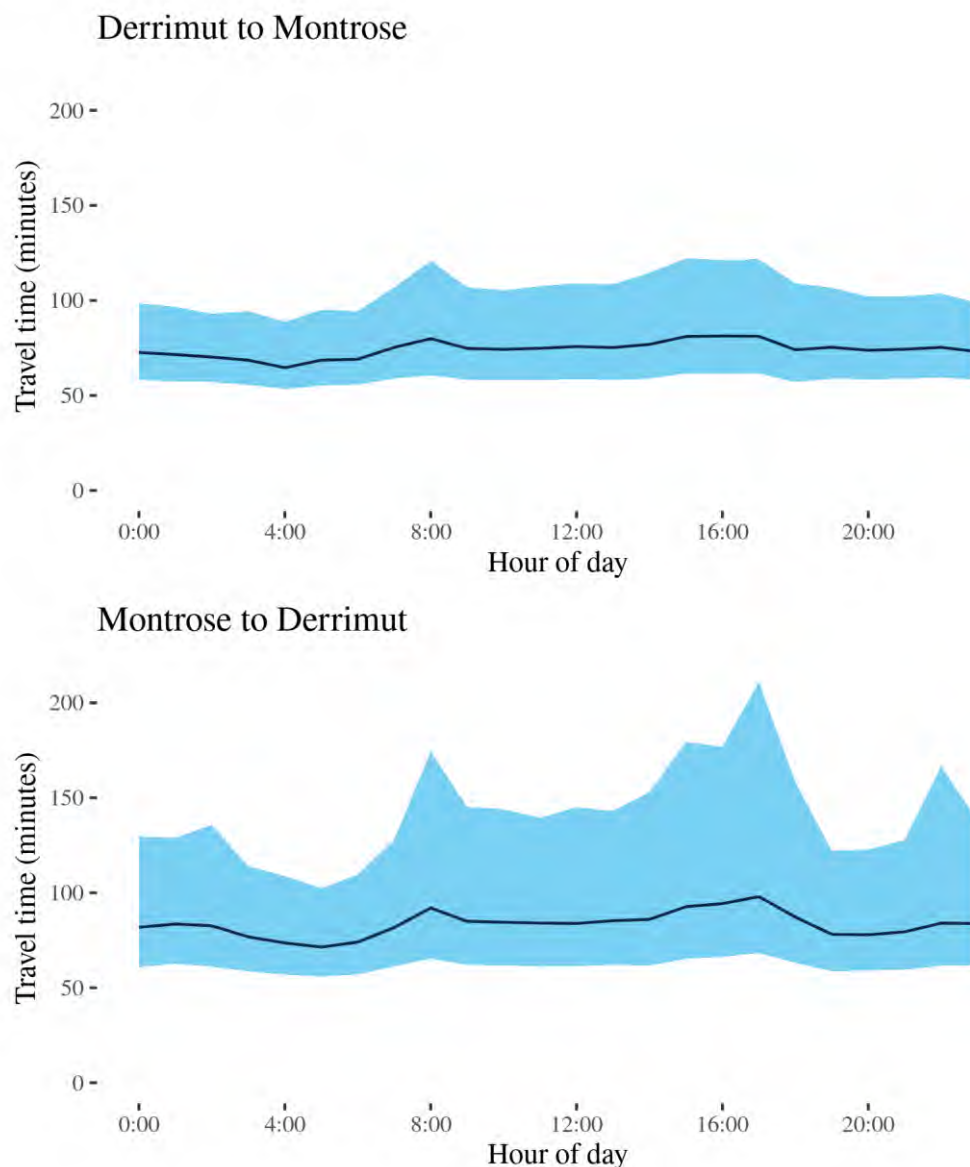 Derrimut to Montrose
200
150
100
50
0
Travel time (minutes)
0:00 4:00 8:00 12:00 16:00 20:00
Hour of day
Montrose to Derrimut
200
150
100
50
0
Travel time (minutes)
0:00 4:00 8:00 12:00 16:00 20:00
Hour of day